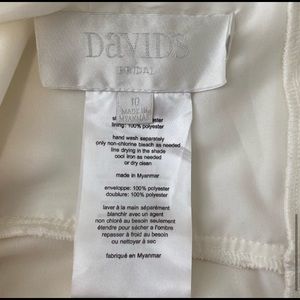 DAVID'S
BRIDAL
10
MADE IN
MYANMAR
100% polyester
lining: 100% polyester
hand wash separately
only non-chlorine bleach as needed
line drying in the shade
cool iron as needed
or dry clean
made in Myanmar
enveloppe: 100% polyester
doublure: 100% polyester
laver à la main séparément
blanchir avec un agent
non chloré au besoin seulement
étendre pour sécher à l'ombre
repasser à froid au besoin
ou nettoyer à sec
fabriqué en Myanmar